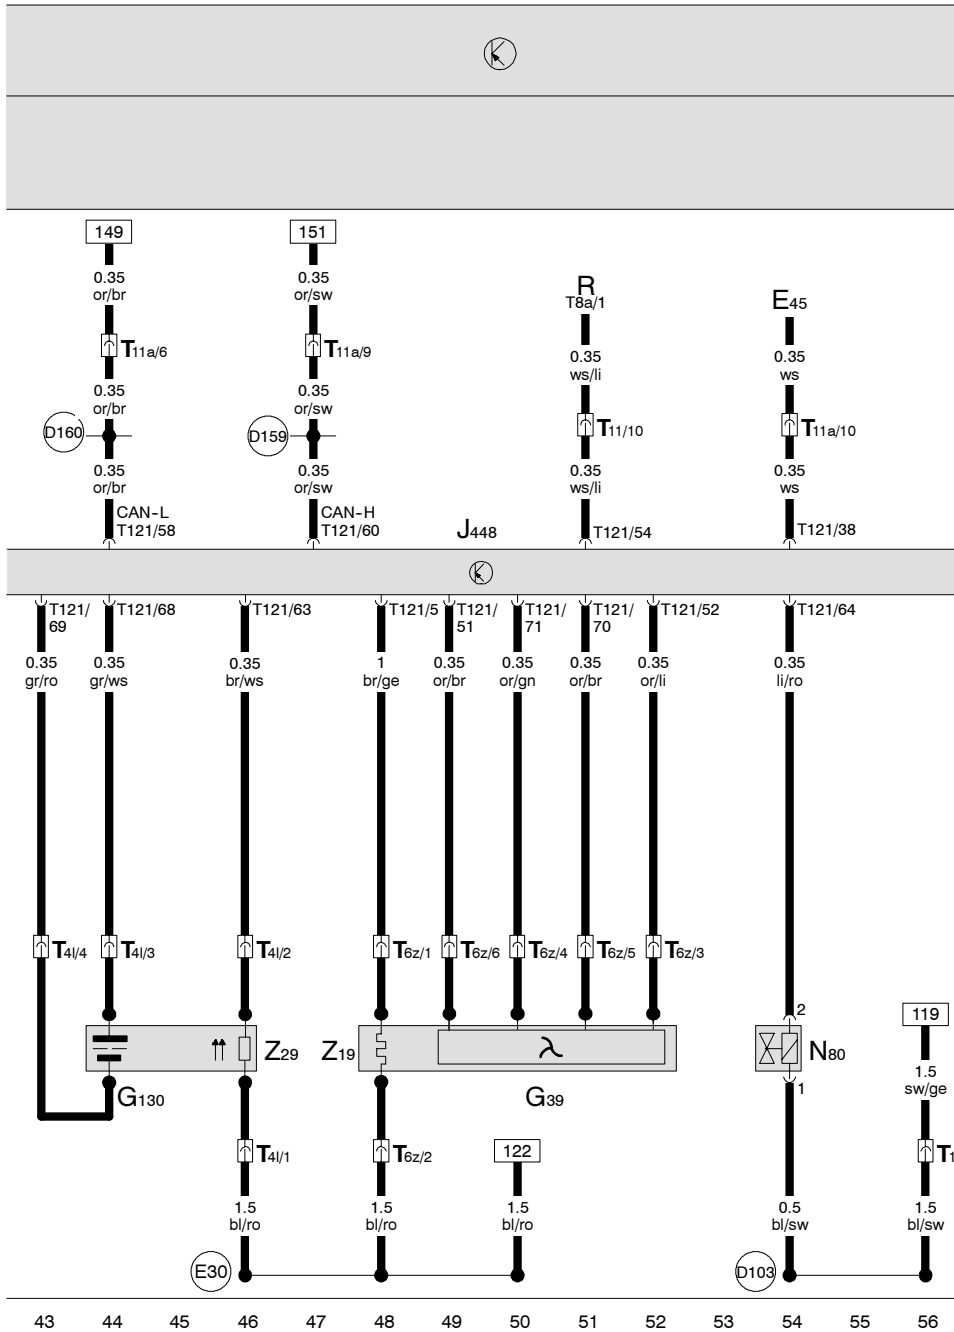 149 151
0.35 0.35
or/br or/sw
R
T8a/1
E45
T11a/6 T11a/9
0.35 0.35
ws/li ws
0.35 0.35
or/br or/sw
D160 D159
T11/10 T11a/10
0.35 0.35 0.35 0.35
or/br or/sw ws/li ws
CAN-L CAN-H
T121/58 T121/60 J448 T121/54 T121/38
T121/69 T121/68 T121/63 T121/5 T121/51 T121/71 T121/70 T121/52 T121/64
0.35 0.35 0.35 1 0.35 0.35 0.35 0.35 0.35
gr/ro gr/ws br/ws br/ge or/br or/gn or/br or/li li/ro
T4l/4 T4l/3 T4l/2 T6z/1 T6z/6 T6z/4 T6z/5 T6z/3
2
119
Z29 Z19 N80
1.5
sw/ge
G130 G39 1
T4l/1 T6z/2 122 T1
1.5 1.5 1.5 0.5 1.5
bl/ro bl/ro bl/ro bl/sw bl/sw
E30 D103
43 44 45 46 47 48 49 50 51 52 53 54 55 56